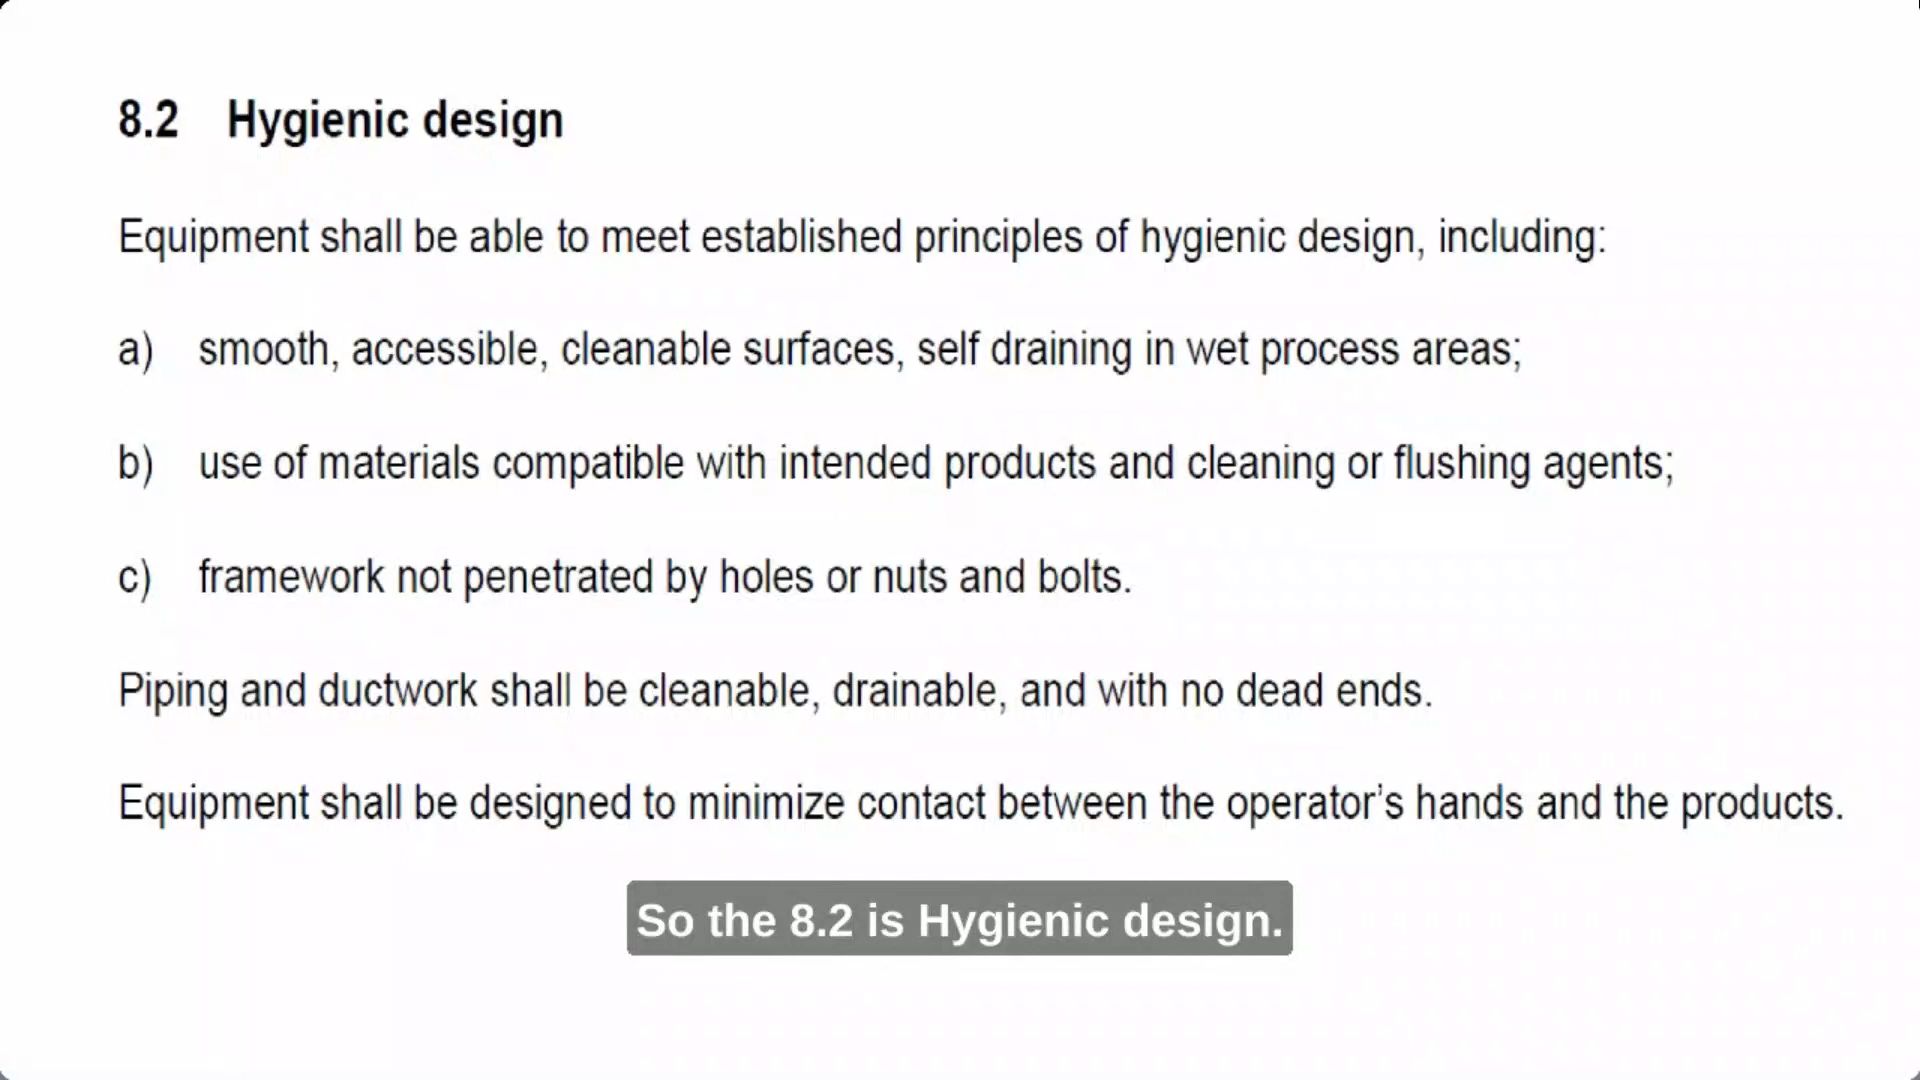 8.2 Hygienic design
Equipment shall be able to meet established principles of hygienic design, including:
a) smooth, accessible, cleanable surfaces, self draining in wet process areas;
b) use of materials compatible with intended products and cleaning or flushing agents;
c) framework not penetrated by holes or nuts and bolts.
Piping and ductwork shall be cleanable, drainable, and with no dead ends.
Equipment shall be designed to minimize contact between the operator’s hands and the products.
So the 8.2 is Hygienic design.